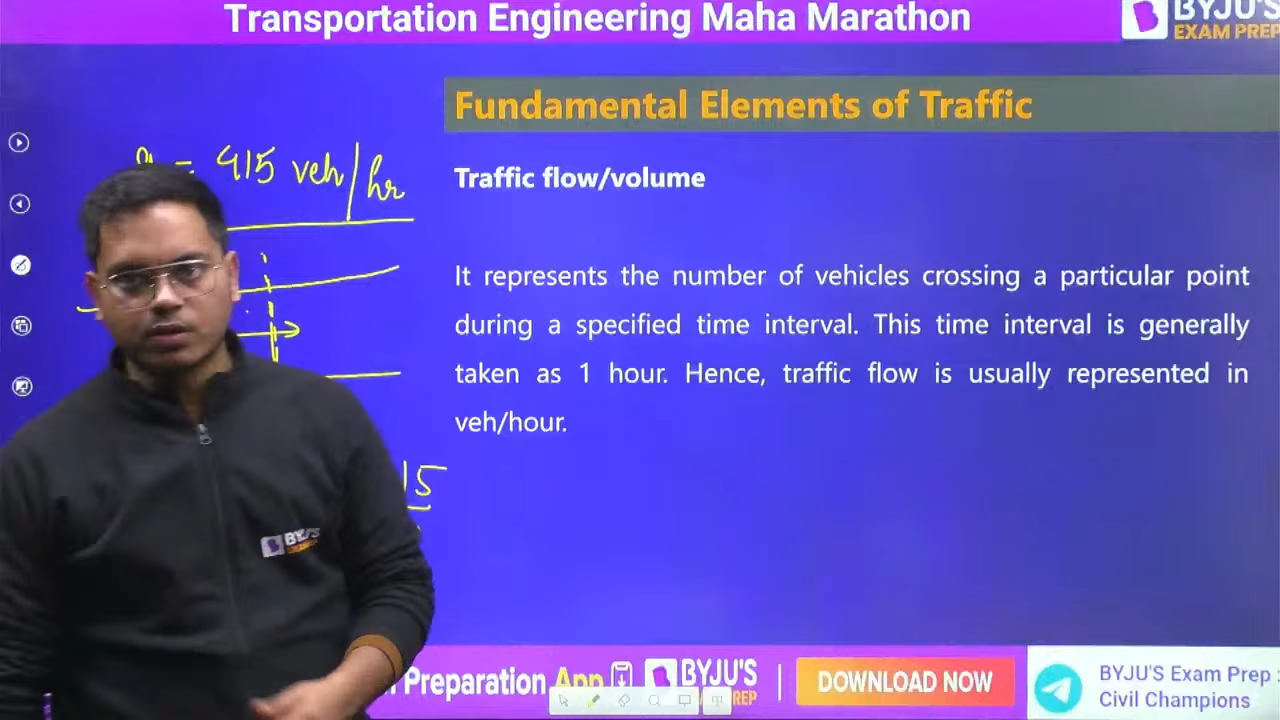 Transportation Engineering Maha Marathon
BYJU'S
EXAM PREP
Fundamental Elements of Traffic
= 915 veh/hr
Traffic flow/volume
It represents the number of vehicles crossing a particular point
during a specified time interval. This time interval is generally
taken as 1 hour. Hence, traffic flow is usually represented in
veh/hour.
15
BYJU'S
Preparation App
BYJU'S
PREP
DOWNLOAD NOW
BYJU'S Exam Prep :
Civil Champions